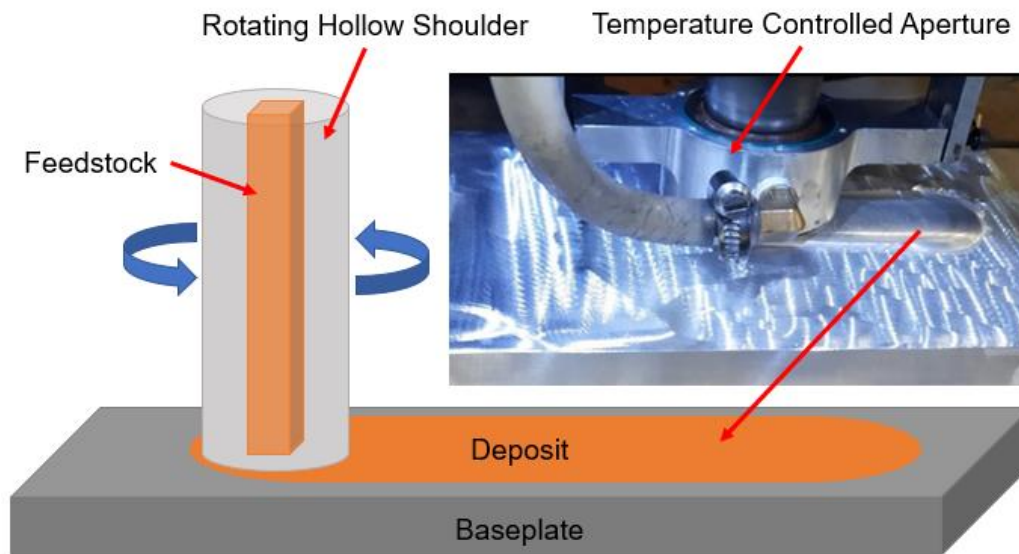 Rotating Hollow Shoulder
Temperature Controlled Aperture
Feedstock
Deposit
Baseplate